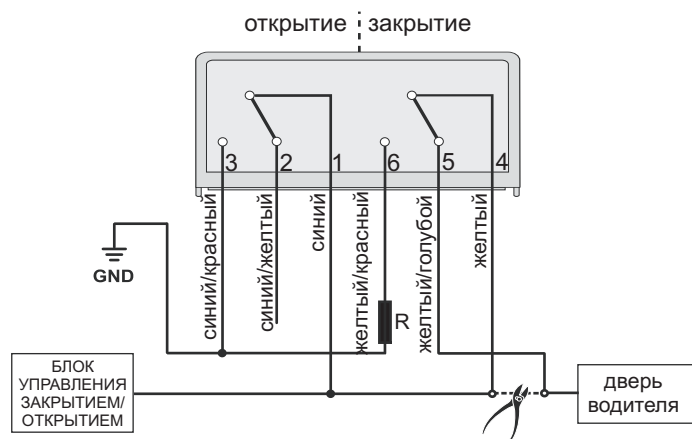 открытие закрытие
3 2 1 6 5 4
синий/красный
синий/желтый
синий
желтый/красный
желтый/голубой
желтый
GND
R
БЛОК
УПРАВЛЕНИЯ
ЗАКРЫТИЕМ/
ОТКРЫТИЕМ
дверь
водителя